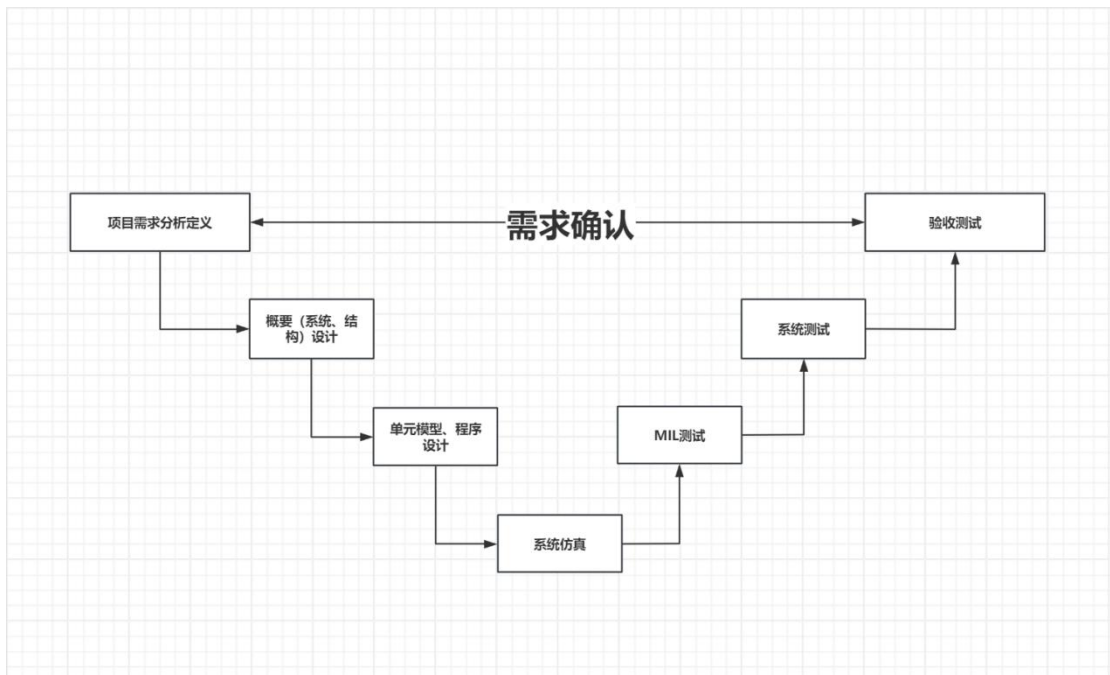 项目需求分析定义
需求确认
验收测试
概要（系统、结
构）设计
系统测试
单元模型、程序
设计
MIL测试
系统仿真